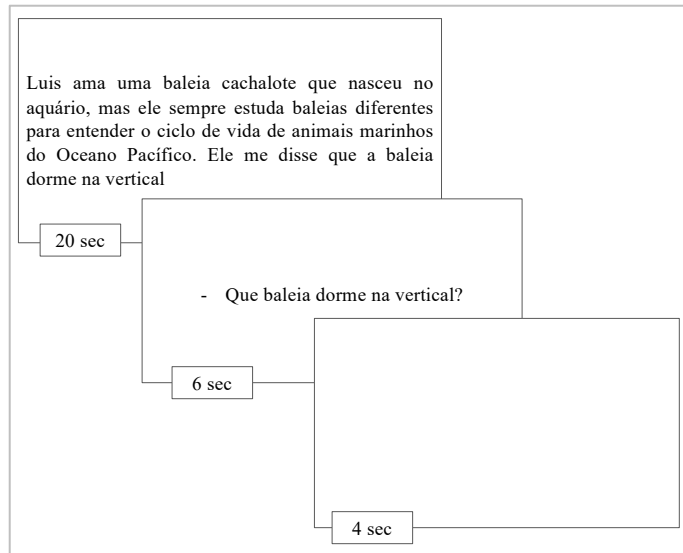 Luis ama uma baleia cachalote que nasceu no
aquário, mas ele sempre estuda baleias diferentes
para entender o ciclo de vida de animais marinhos
do Oceano Pacífico. Ele me disse que a baleia
dorme na vertical
20 sec
- Que baleia dorme na vertical?
6 sec
4 sec